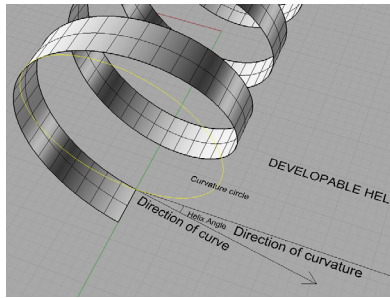 DEVELOPABLE HEL
Curvature circle
Helix Angle
Direction of curvature
Direction of curve